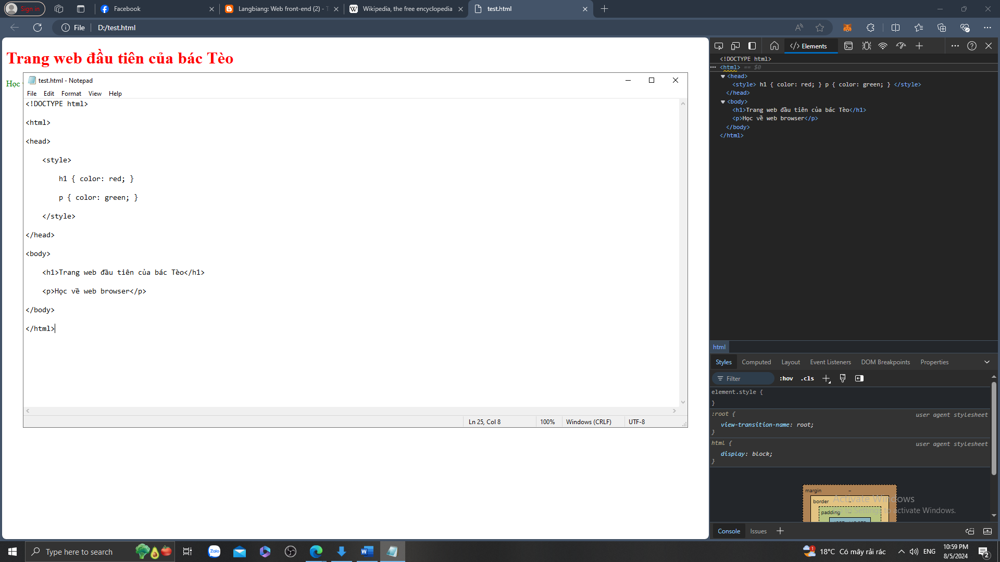 Sign in
Facebook
Langbiang: Web front-end (2) - T
Wikipedia, the free encyclopedia
test.html
File
D:/test.html
Trang web đầu tiên của bác Tèo
Học
test.html - Notepad
File Edit Format View Help
<!DOCTYPE html>
<html>
<head>
<style>
h1 { color: red; }
p { color: green; }
</style>
</head>
<body>
<h1>Trang web đầu tiên của bác Tèo</h1>
<p>Học về web browser</p>
</body>
</html>
Ln 25, Col 8
100%
Windows (CRLF)
UTF-8
Elements
<!DOCTYPE html>
<html> == $0
<head>
<style> h1 { color: red; } p { color: green; } </style>
</head>
<body>
<h1>Trang web đầu tiên của bác Tèo</h1>
<p>Học về web browser</p>
</body>
</html>
html
Styles Computed Layout Event Listeners DOM Breakpoints Properties
Filter :hov .cls
element.style {
}
:root { user agent stylesheet
view-transition-name: root;
}
html { user agent stylesheet
display: block;
}
margin –
border –
padding
Activate Windows
Go to Settings to activate Windows.
Console Issues
Type here to search
Zalo
1
18°C Có mây rải rác
ENG
10:59 PM
8/5/2024
2